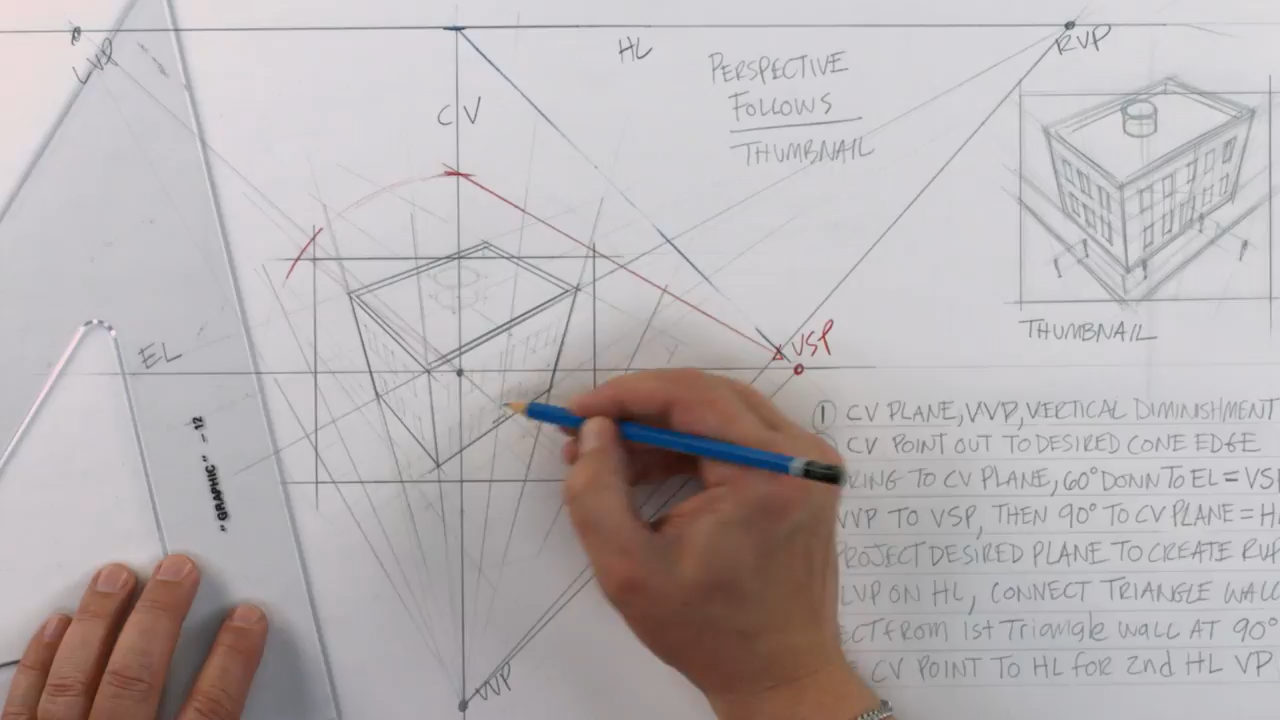 LVP
HL
RVP
CV
PERSPECTIVE
FOLLOWS
THUMBNAIL
EL
VSP
THUMBNAIL
"GRAPHIC" - 12
① CV PLANE, VVP, VERTICAL DIMINISHMENT
CV POINT OUT TO DESIRED CONE EDGE
TO CV PLANE, 60° DOWN TO EL = VSP
VVP TO VSP, THEN 90° TO CV PLANE =
PROJECT DESIRED PLANE TO CREATE RVP
LVP ON HL, CONNECT TRIANGLE
FROM 1ST Triangle WALL AT 90°
CV POINT TO HL FOR 2nd HL VP
VVP